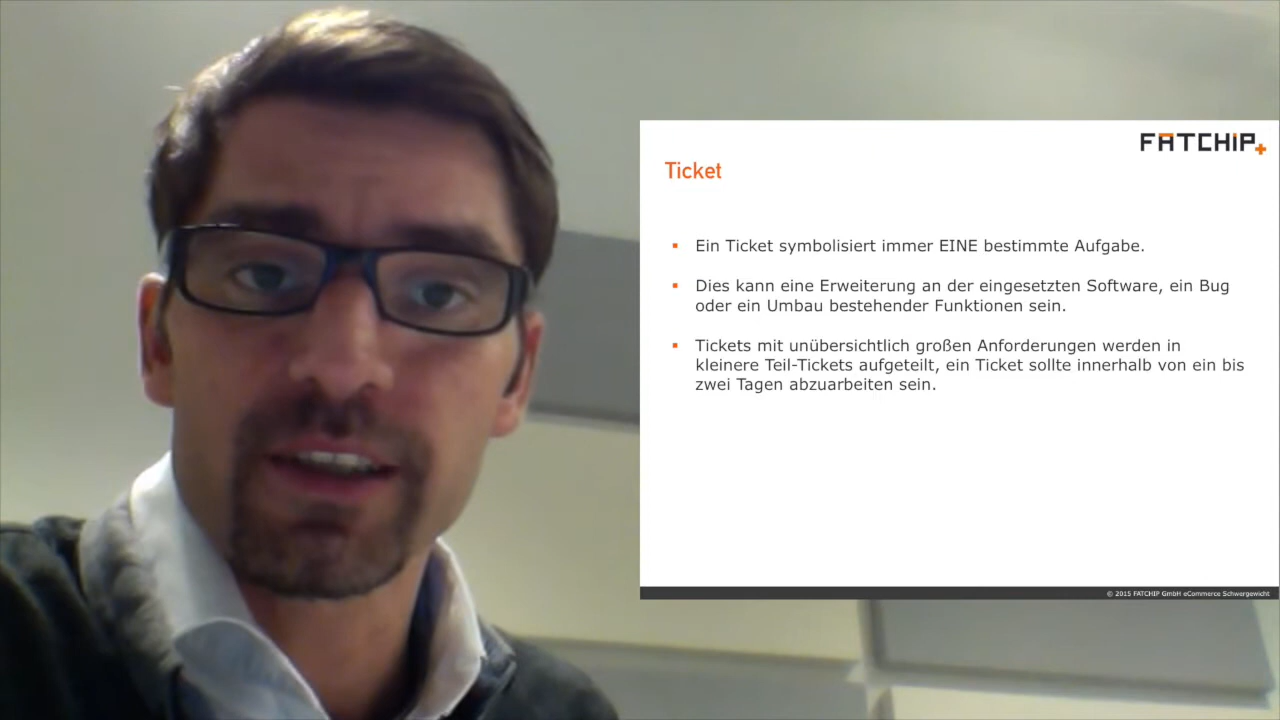 FATCHIP+
Ticket
▪ Ein Ticket symbolisiert immer EINE bestimmte Aufgabe.
▪ Dies kann eine Erweiterung an der eingesetzten Software, ein Bug
oder ein Umbau bestehender Funktionen sein.
▪ Tickets mit unübersichtlich großen Anforderungen werden in
kleinere Teil-Tickets aufgeteilt, ein Ticket sollte innerhalb von ein bis
zwei Tagen abzuarbeiten sein.
© 2015 FATCHIP GmbH eCommerce Schwergewicht